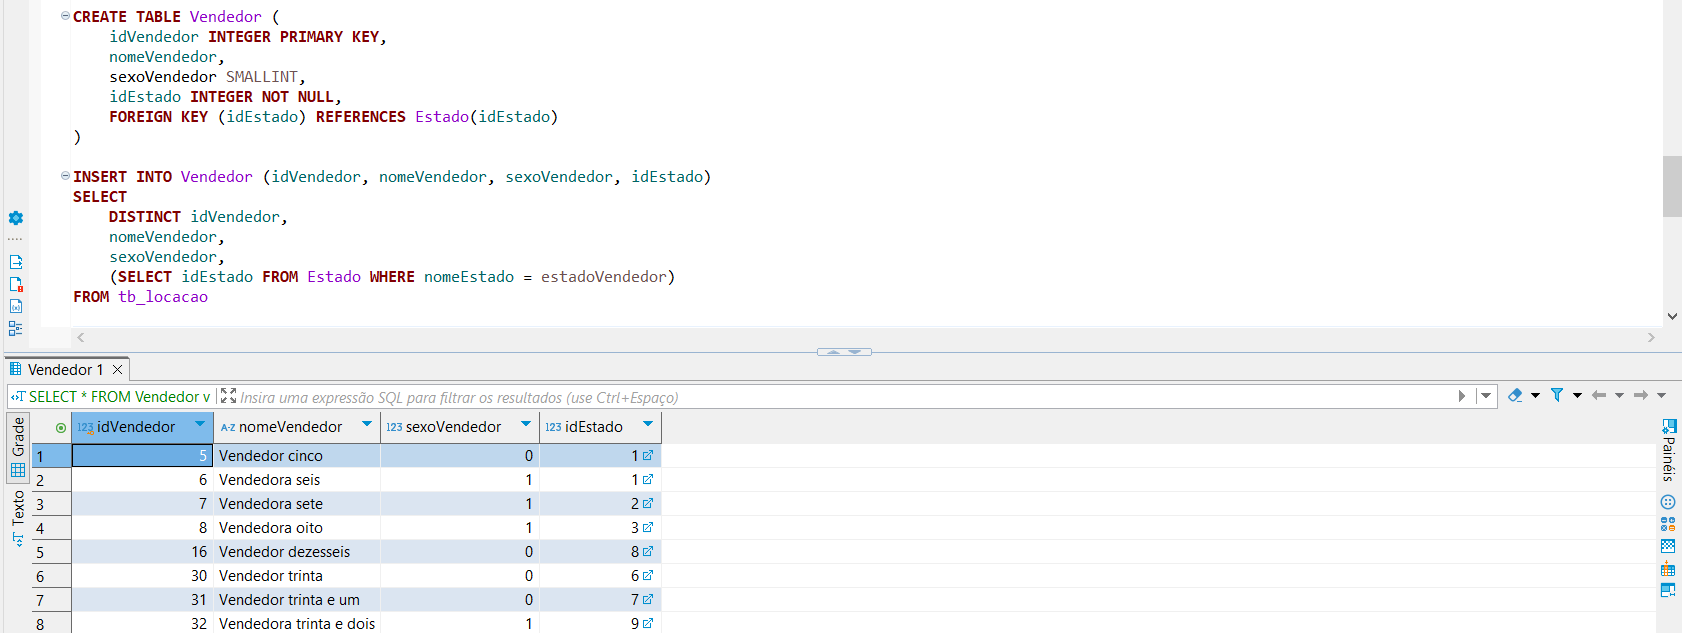 CREATE TABLE Vendedor (
idVendedor INTEGER PRIMARY KEY,
nomeVendedor,
sexoVendedor SMALLINT,
idEstado INTEGER NOT NULL,
FOREIGN KEY (idEstado) REFERENCES Estado(idEstado)
)
INSERT INTO Vendedor (idVendedor, nomeVendedor, sexoVendedor, idEstado)
SELECT
DISTINCT idVendedor,
nomeVendedor,
sexoVendedor,
(SELECT idEstado FROM Estado WHERE nomeEstado = estadoVendedor)
FROM tb_locacao
Vendedor 1
SELECT * FROM Vendedor v Insira uma expressão SQL para filtrar os resultados (use Ctrl+Espaço)
Grade
Texto
Painéis
123 idVendedor A-Z nomeVendedor 123 sexoVendedor 123 idEstado
1 5 Vendedor cinco 0 1
2 6 Vendedora seis 1 1
3 7 Vendedora sete 1 2
4 8 Vendedora oito 1 3
5 16 Vendedor dezesseis 0 8
6 30 Vendedor trinta 0 6
7 31 Vendedor trinta e um 0 7
8 32 Vendedora trinta e dois 1 9